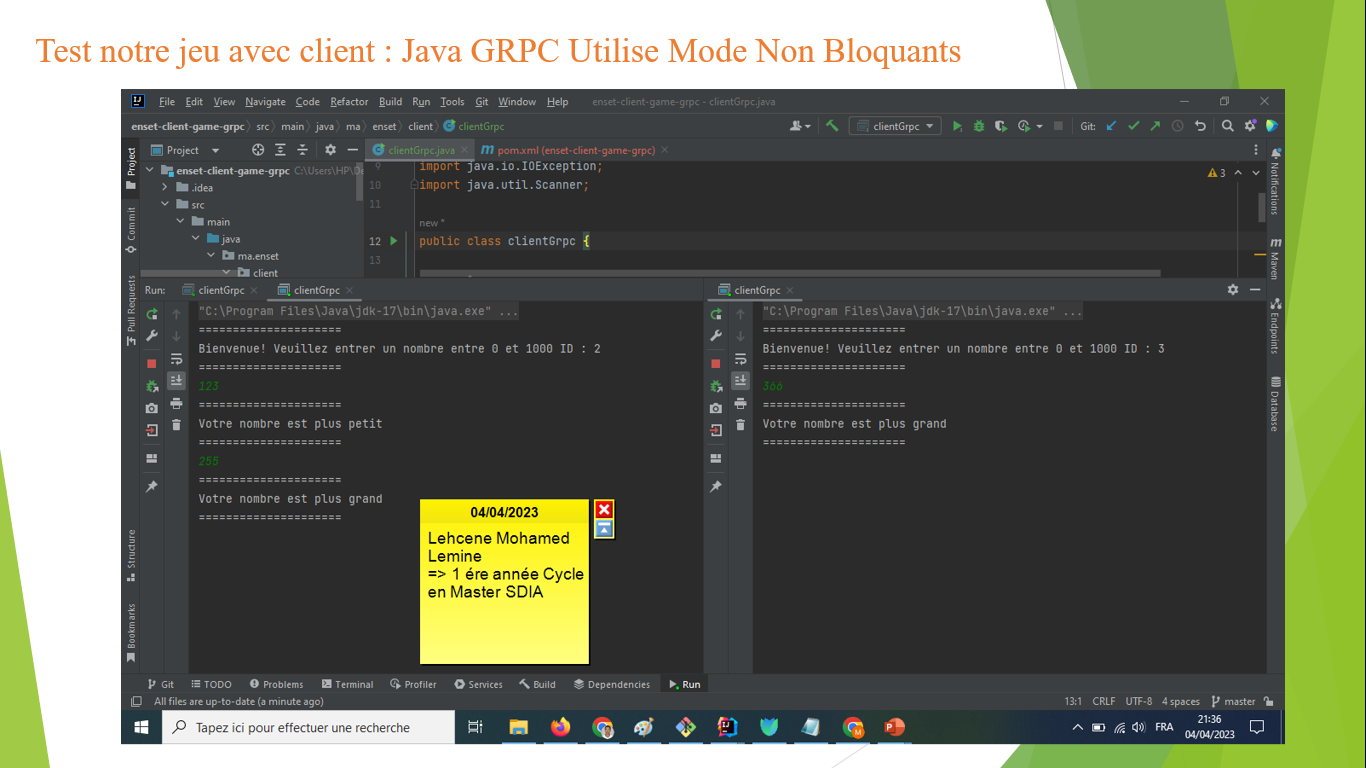 Test notre jeu avec client : Java GRPC Utilise Mode Non Bloquants
File Edit View Navigate Code Refactor Build Run Tools Git Window Help enset-client-game-grpc - clientGrpc.java
enset-client-game-grpc src main java ma enset client clientGrpc
clientGrpc
Git:
Project
clientGrpc.java
pom.xml (enset-client-game-grpc)
enset-client-game-grpc C:\Users\HP\De
.idea
src
main
java
ma.enset
client
9 import java.io.IOException;
10 import java.util.Scanner;
11
new *
12 public class clientGrpc {
13
3
Project
Commit
Pull Requests
Structure
Bookmarks
Notifications
Maven
Endpoints
Database
Run: clientGrpc clientGrpc
"C:\Program Files\Java\jdk-17\bin\java.exe" ...
=====================
Bienvenue! Veuillez entrer un nombre entre 0 et 1000 ID : 2
=====================
123
=====================
Votre nombre est plus petit
=====================
255
=====================
Votre nombre est plus grand
=====================
clientGrpc
"C:\Program Files\Java\jdk-17\bin\java.exe" ...
=====================
Bienvenue! Veuillez entrer un nombre entre 0 et 1000 ID : 3
=====================
366
=====================
Votre nombre est plus grand
=====================
04/04/2023
Lehcene Mohamed
Lemine
=> 1 ére année Cycle
en Master SDIA
Git TODO Problems Terminal Profiler Services Build Dependencies Run
All files are up-to-date (a minute ago)
13:1 CRLF UTF-8 4 spaces master
Tapez ici pour effectuer une recherche
FRA
21:36
04/04/2023